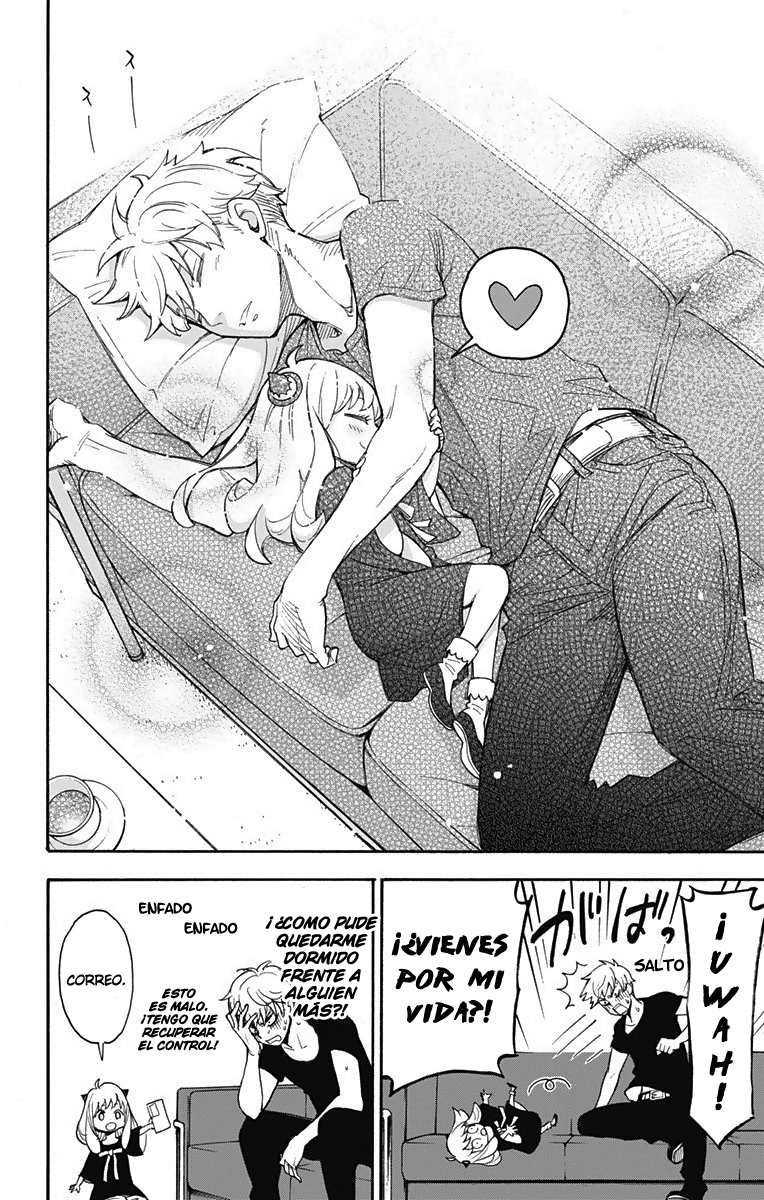 スー
スー
¡UWAH!
がばっ
SALTO
¡¿VIENES
POR MI
VIDA?!
¡¿COMO PUDE
QUEDARME
DORMIDO
FRENTE A
ALGUIEN
MÁS?!
ENFADO
ENFADO
ESTO
ES MALO.
¡TENGO QUE
RECUPERAR
EL CONTROL!
CORREO.